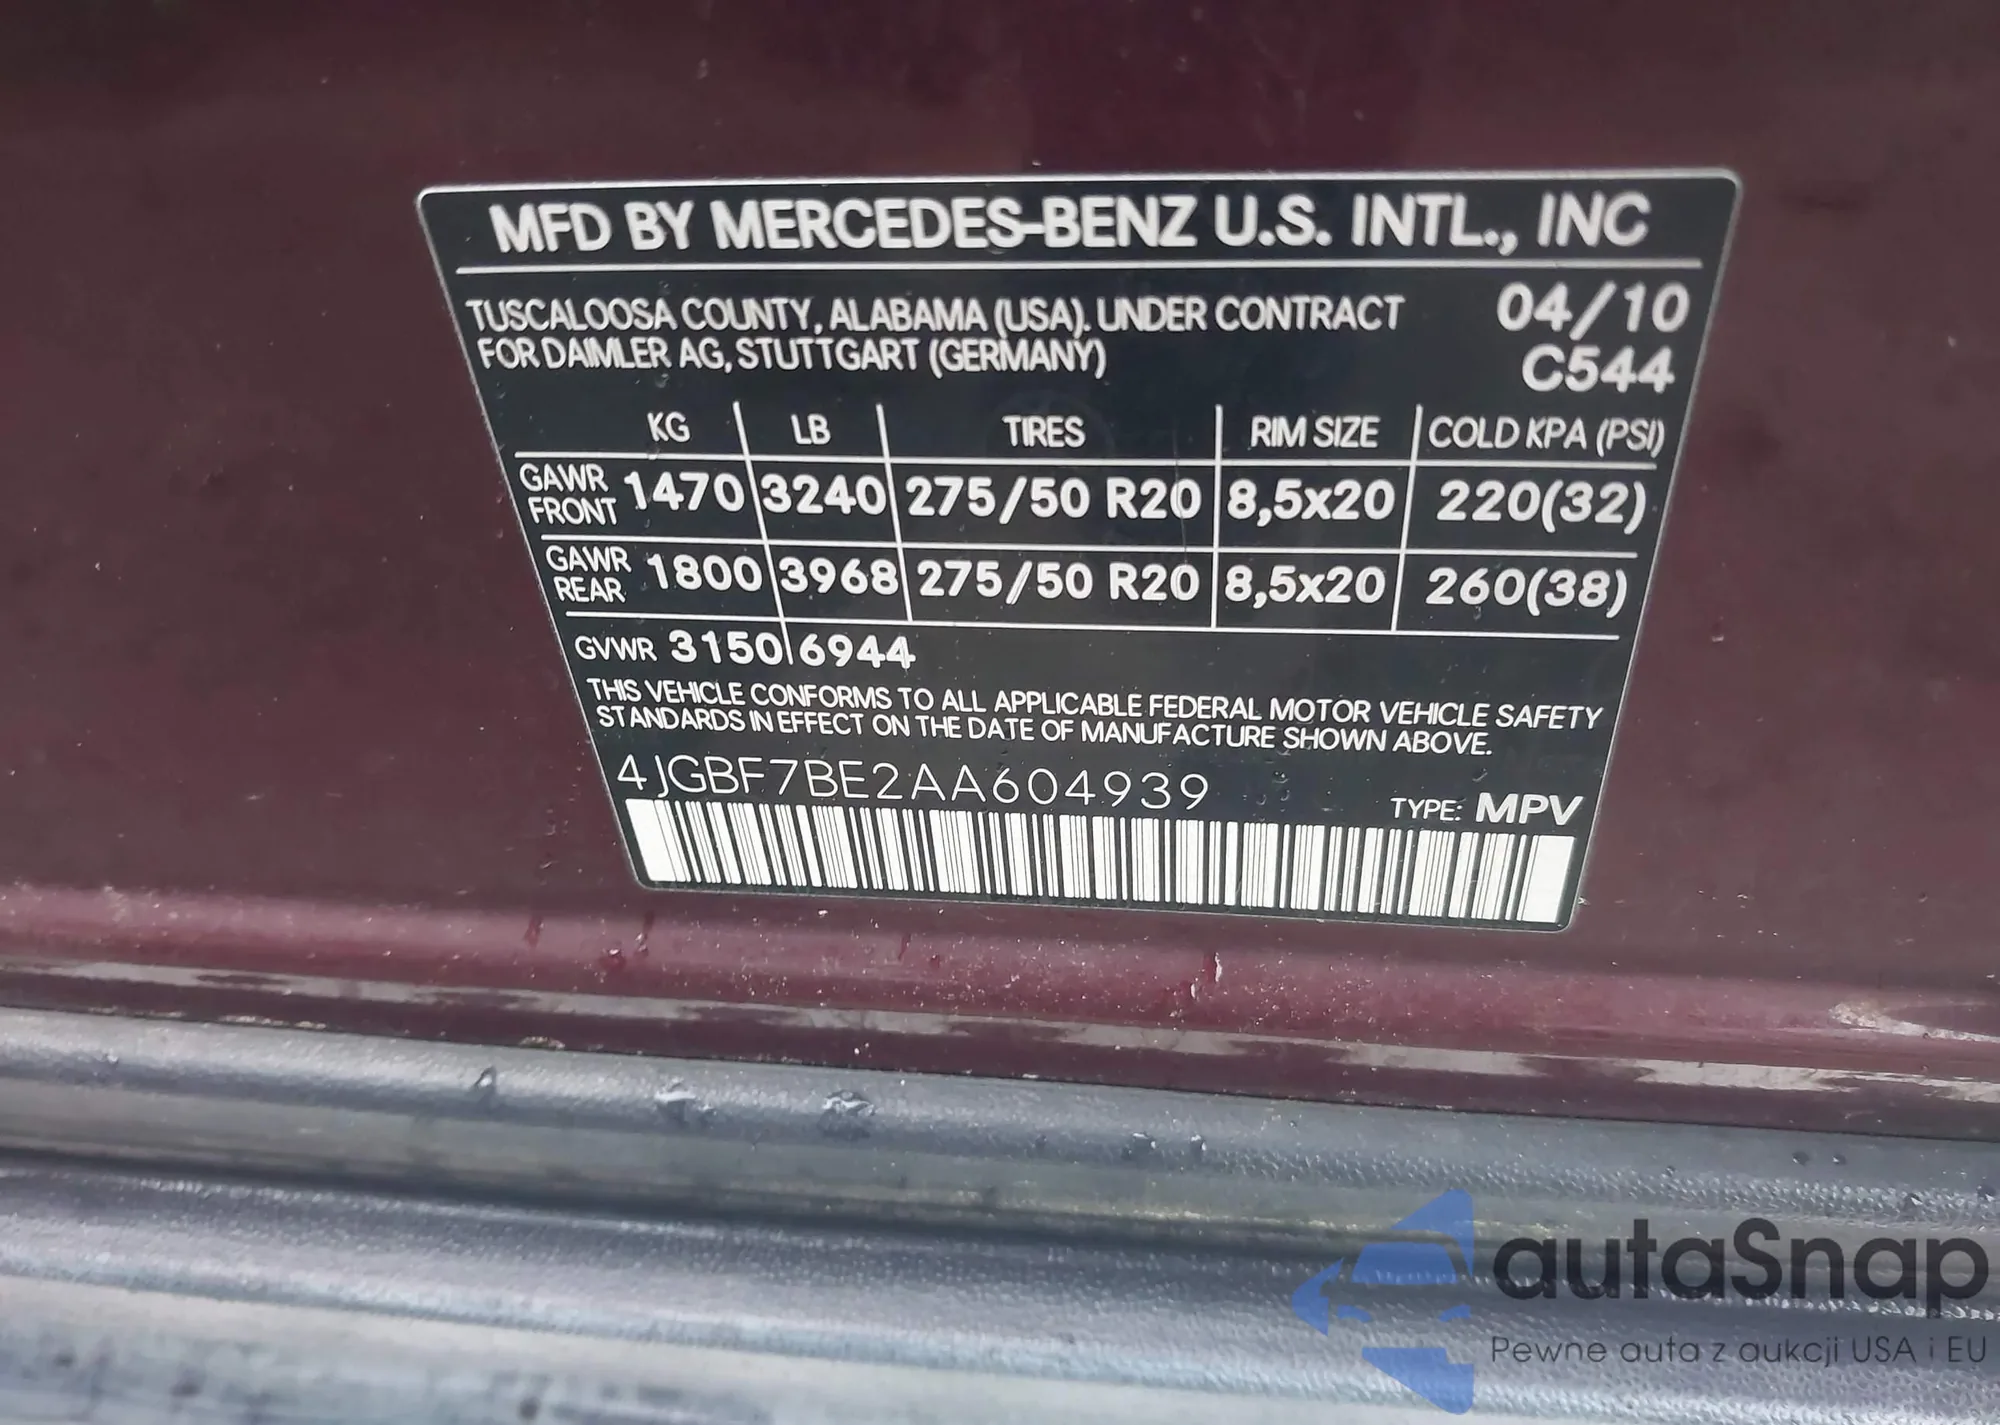 MFD BY MERCEDES-BENZ U.S. INTL., INC
TUSCALOOSA COUNTY, ALABAMA (USA). UNDER CONTRACT 04/10
FOR DAIMLER AG, STUTTGART (GERMANY) C544
KG LB TIRES RIM SIZE COLD KPA (PSI)
GAWR FRONT 1470 3240 275/50 R20 8,5x20 220(32)
GAWR REAR 1800 3968 275/50 R20 8,5x20 260(38)
GVWR 3150 6944
THIS VEHICLE CONFORMS TO ALL APPLICABLE FEDERAL MOTOR VEHICLE SAFETY
STANDARDS IN EFFECT ON THE DATE OF MANUFACTURE SHOWN ABOVE.
4JGBF7BE2AA604939
TYPE: MPV
autaSnap
Pewne auta z aukcji USA i EU